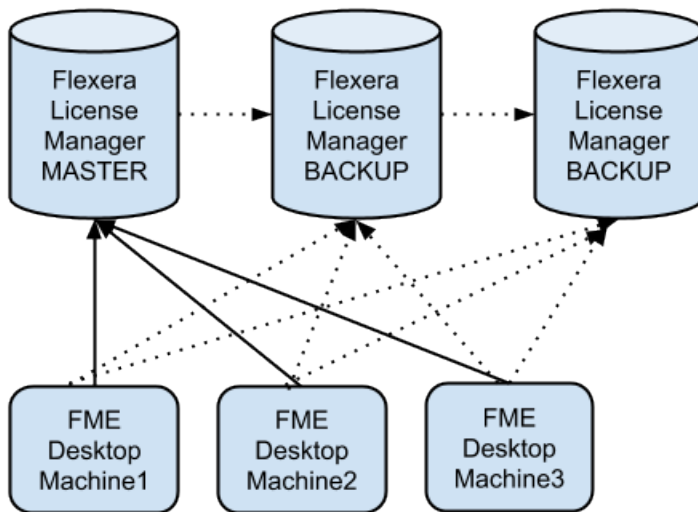 Flexera
License
Manager
MASTER
Flexera
License
Manager
BACKUP
Flexera
License
Manager
BACKUP
FME
Desktop
Machine1
FME
Desktop
Machine2
FME
Desktop
Machine3